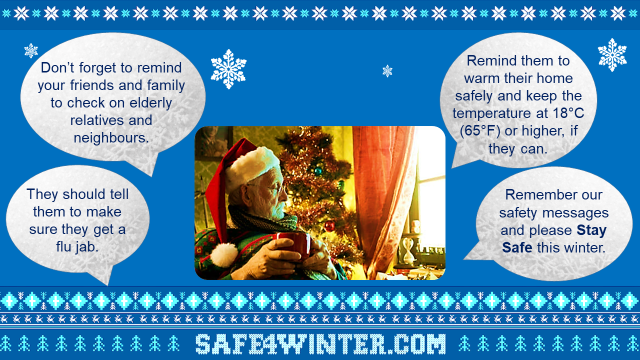 Don't forget to remind
your friends and family
to check on elderly
relatives and
neighbours.
Remind them to
warm their home
safely and keep the
temperature at 18°C
(65°F) or higher, if
they can.
They should tell
them to make
sure they get a
flu jab.
Remember our
safety messages
and please Stay
Safe this winter.
SAFE4WINTER.COM